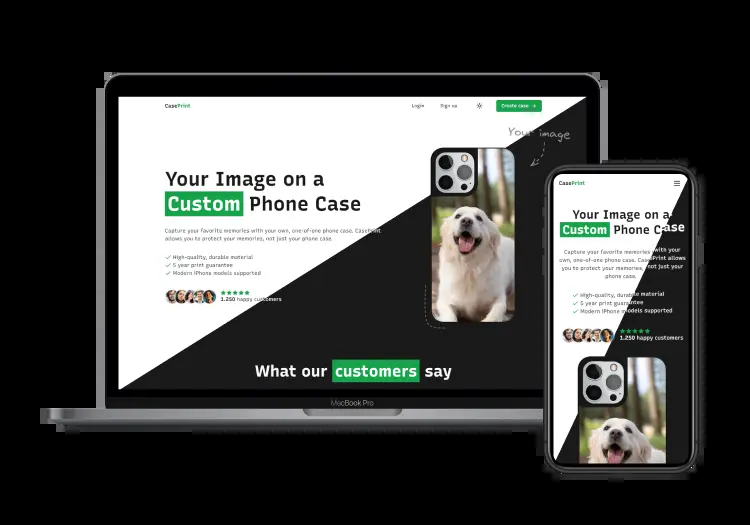 CasePrint
Login
Sign up
Create case →
Your image
Your Image on a
Custom Phone Case
Capture your favorite memories with your own, one-of-one phone case. CasePrint
allows you to protect your memories, not just your phone case.
High-quality, durable material
5 year print guarantee
Modern iPhone models supported
1.250 happy customers
What our customers say
MacBook Pro
CasePrint
Your Image on a
Custom Phone Case
Capture your favorite memories with your
own, one-of-one phone case. CasePrint allows
you to protect your memories, not just your
phone case.
High-quality, durable material
5 year print guarantee
Modern iPhone models supported
1.250 happy customers